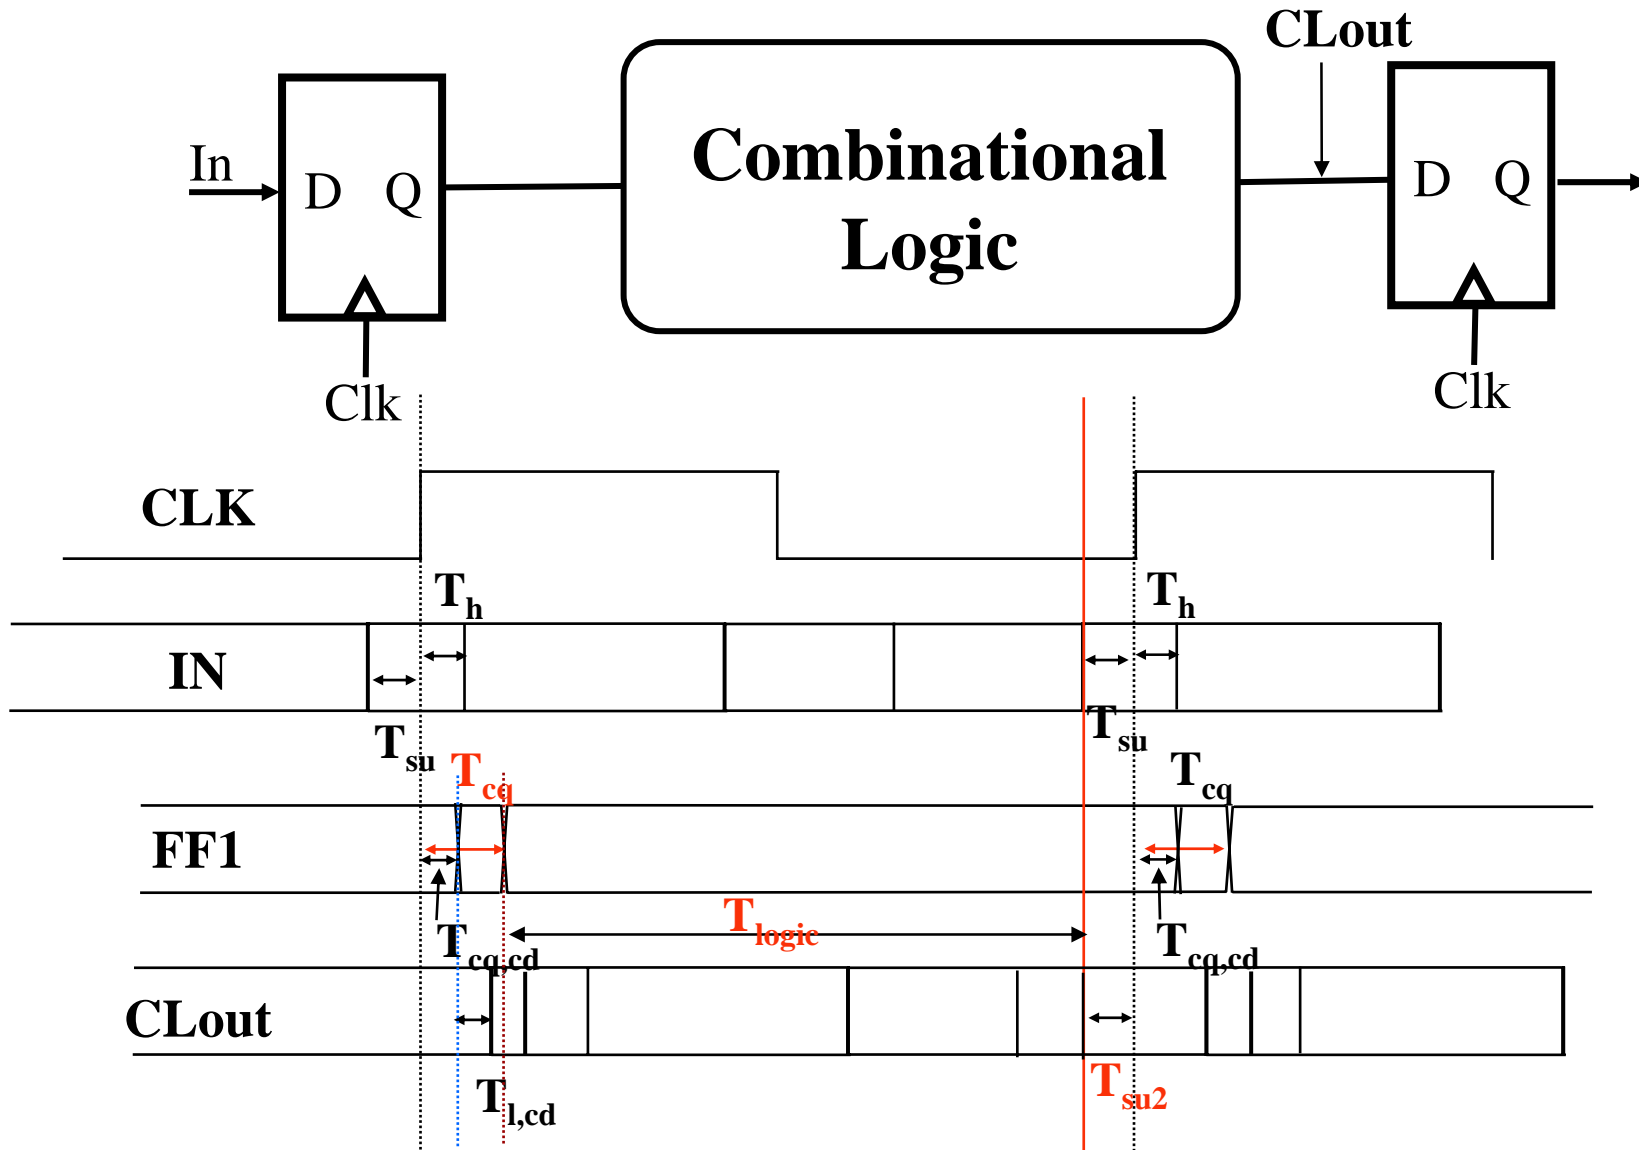 CLout
In
D Q
Combinational
Logic
D Q
Clk
Clk
CLK
Th
Th
IN
Tsu
Tsu
Tcq
Tcq
FF1
Tlogic
Tcq,cd
Tcq,cd
CLout
Tl,cd
Tsu2